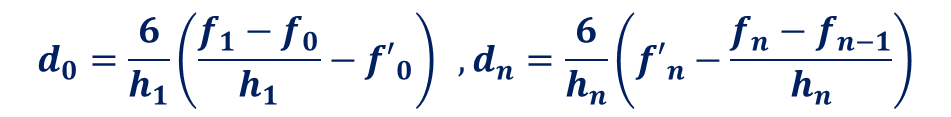 d₀ = 6/h₁ ( (f₁ − f₀)/h₁ − f′₀ ) , dₙ = 6/hₙ ( f′ₙ − (fₙ − fₙ₋₁)/hₙ )